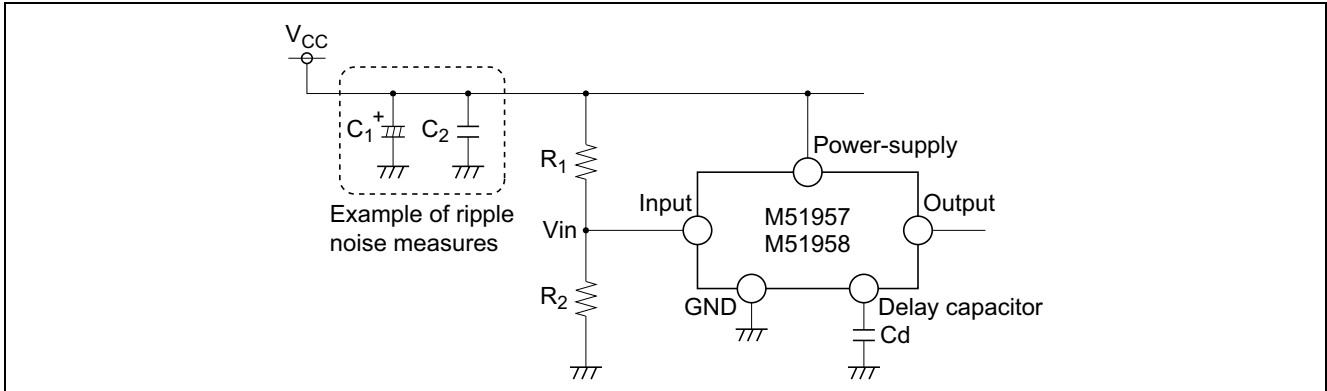 VCC
+
C1
C2
Example of ripple
noise measures
R1
Vin
R2
Power-supply
Input
Output
M51957
M51958
GND
Delay capacitor
Cd